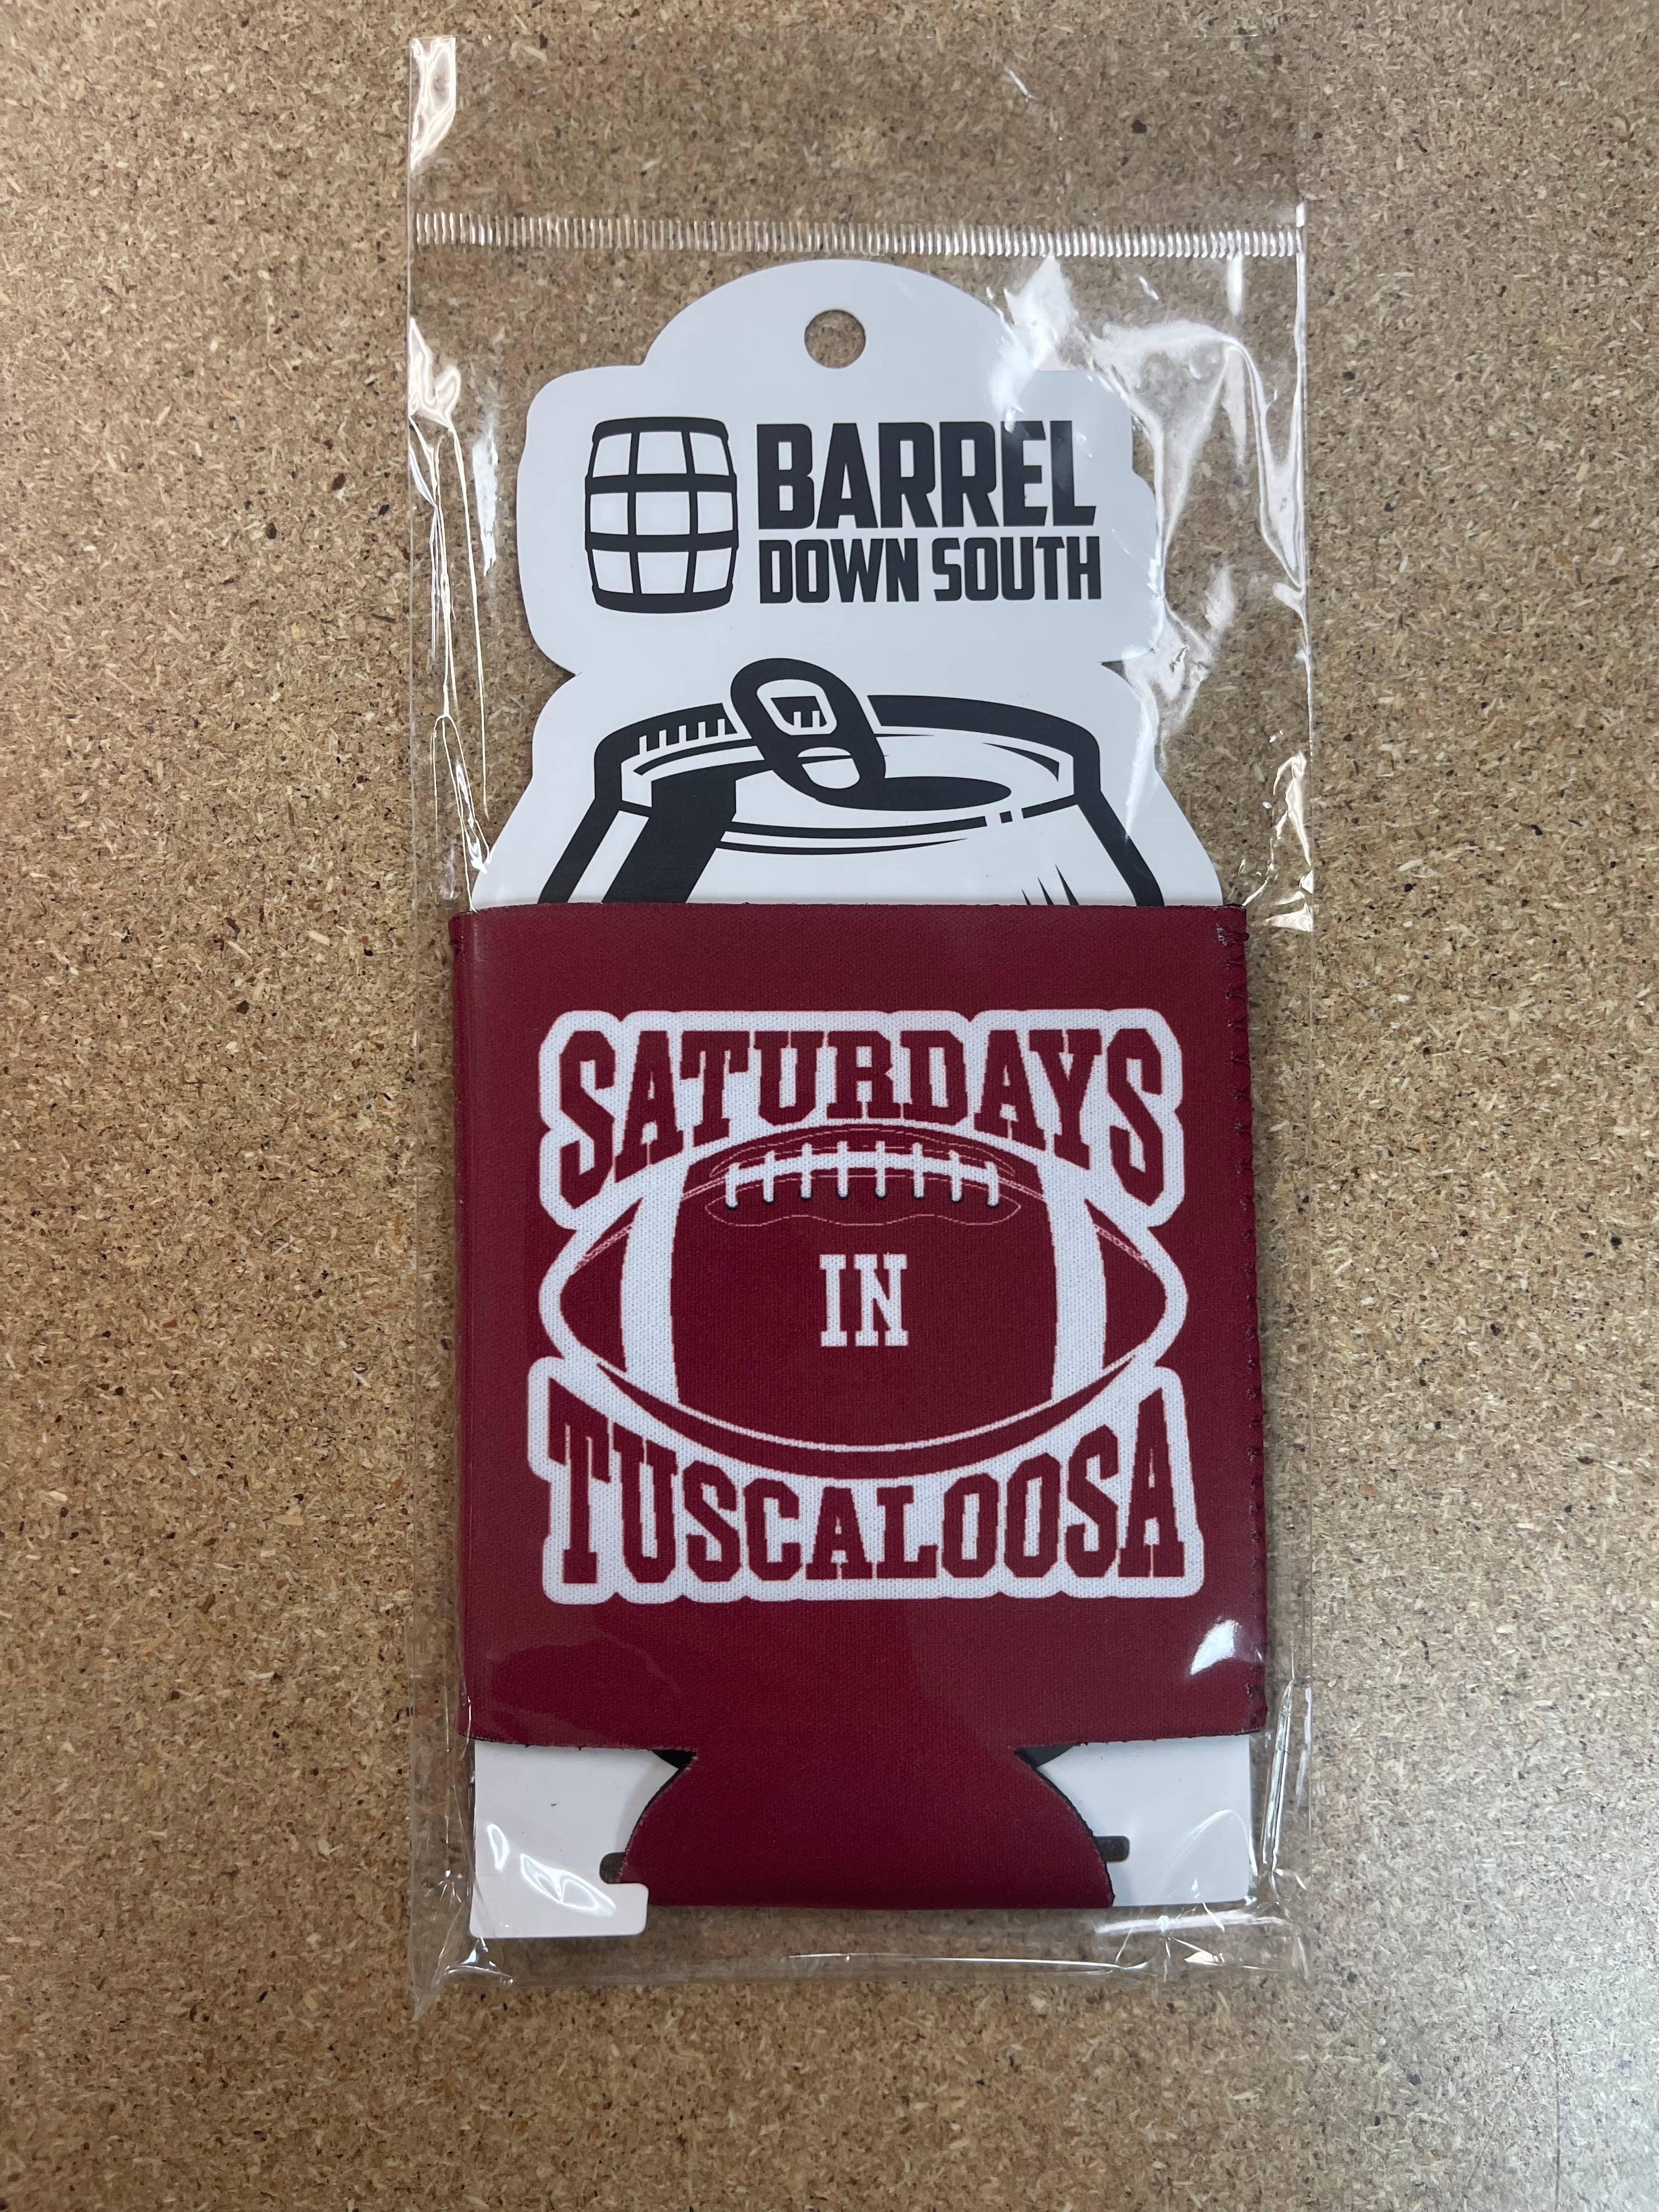 BARREL
DOWN SOUTH
SATURDAYS
IN
TUSCALOOSA